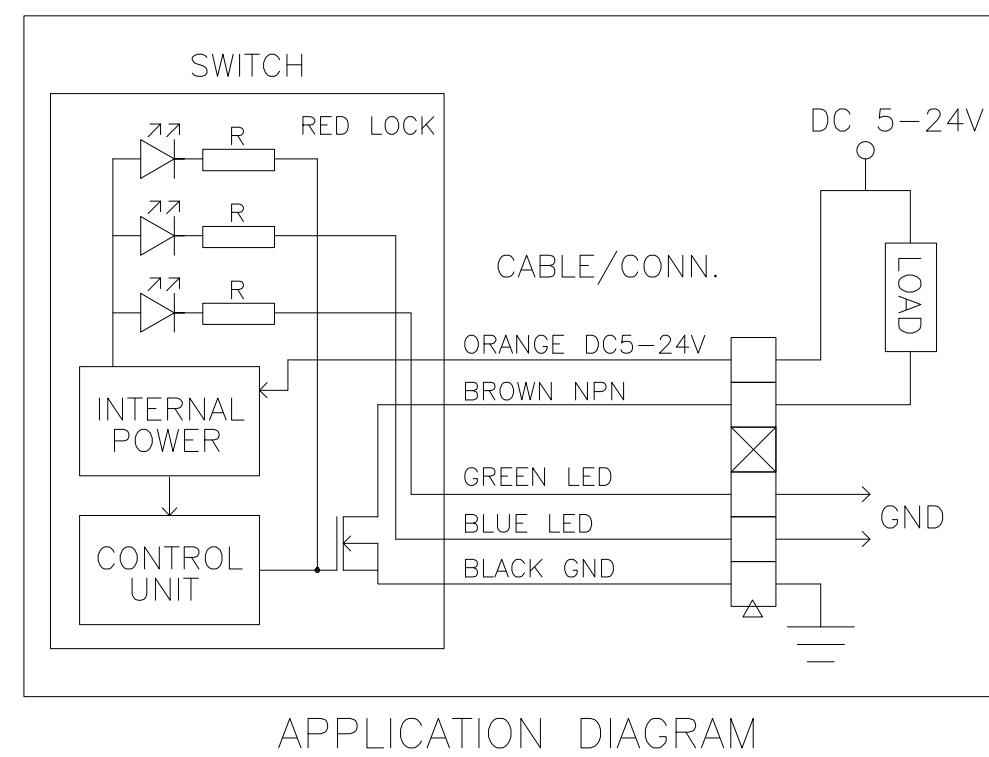 SWITCH
RED LOCK
R
R
R
INTERNAL
POWER
CONTROL
UNIT
CABLE/CONN.
ORANGE DC5-24V
BROWN NPN
GREEN LED
BLUE LED
BLACK GND
DC 5-24V
LOAD
GND
APPLICATION DIAGRAM